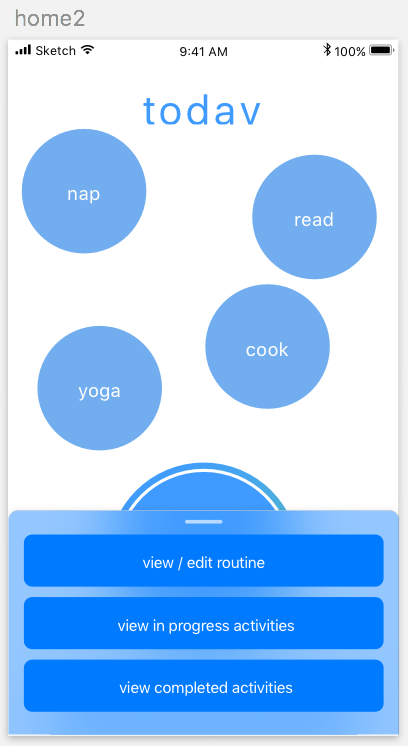 home2
Sketch 9:41 AM 100%
todav
nap
read
cook
yoga
view / edit routine
view in progress activities
view completed activities